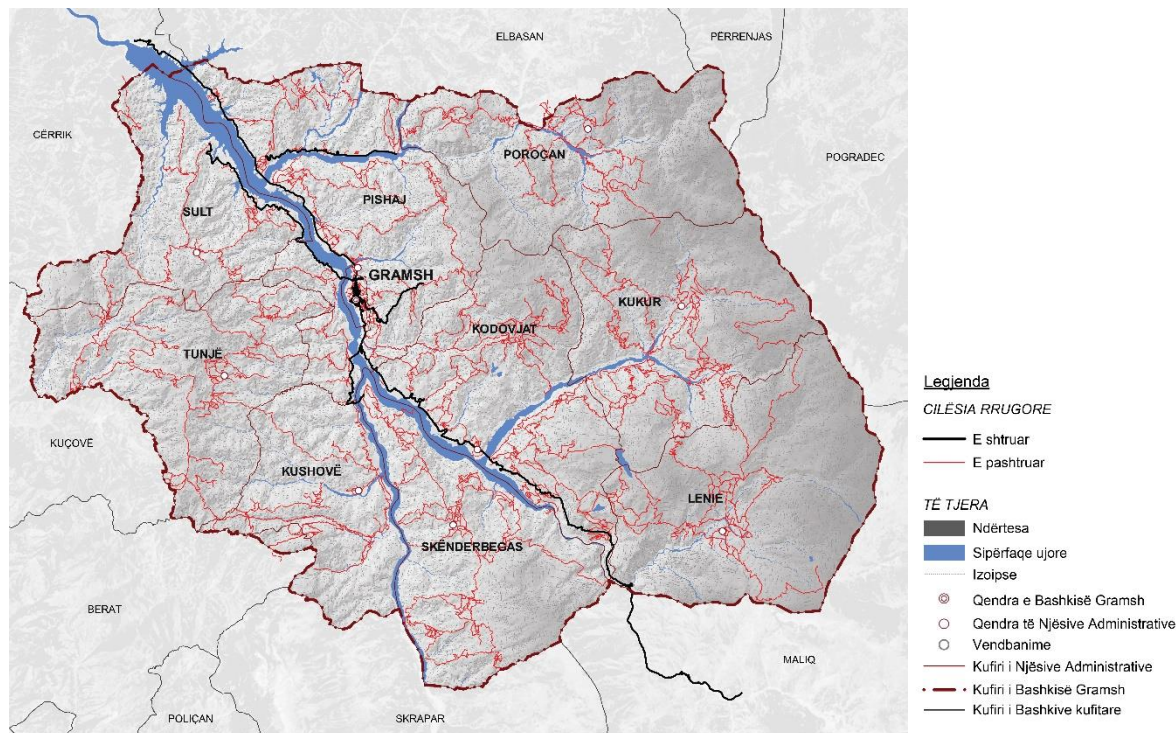 ELBASAN
PËRRENJAS
CËRRIK
POGRADEC
POROÇAN
PISHAJ
SULT
GRAMSH
KUKUR
KODOVJAT
TUNJË
KUÇOVË
KUSHOVË
LENIE
SKËNDERBEGAS
BERAT
MALIQ
POLIÇAN
SKRAPAR
Legjenda
CILËSIA RRUGORE
E shtruar
E pashtruar
TË TJERA
Ndërtesa
Sipërfaqe ujore
Izoipse
Qendra e Bashkisë Gramsh
Qendra të Njësive Administrative
Vendbanime
Kufiri i Njësive Administrative
Kufiri i Bashkisë Gramsh
Kufiri i Bashkive kufitare